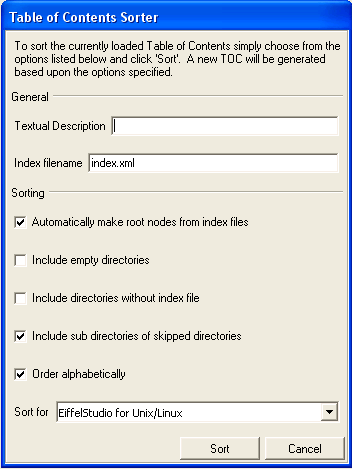 Table of Contents Sorter
To sort the currently loaded Table of Contents simply choose from the
options listed below and click 'Sort'. A new TOC will be generated
based upon the options specified.
General
Textual Description
Index filename index.xml
Sorting
Automatically make root nodes from index files
Include empty directories
Include directories without index file
Include sub directories of skipped directories
Order alphabetically
Sort for EiffelStudio for Unix/Linux
Sort Cancel